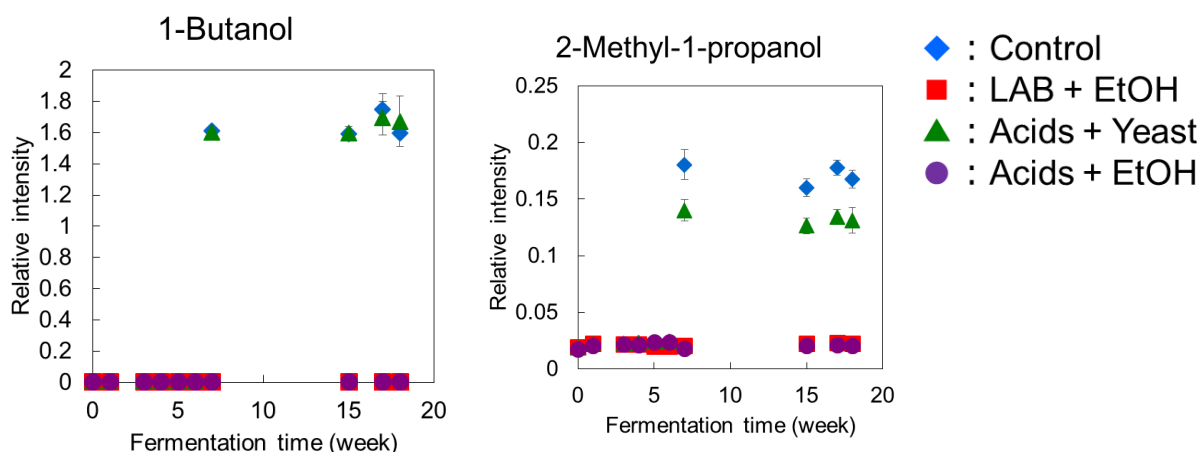 1-Butanol
2
1.8
1.6
1.4
1.2
1
0.8
0.6
0.4
0.2
0
Relative intensity
0 5 10 15 20
Fermentation time (week)
2-Methyl-1-propanol
0.25
0.2
0.15
0.1
0.05
0
Relative intensity
0 5 10 15 20
Fermentation time (week)
: Control
: LAB + EtOH
: Acids + Yeast
: Acids + EtOH